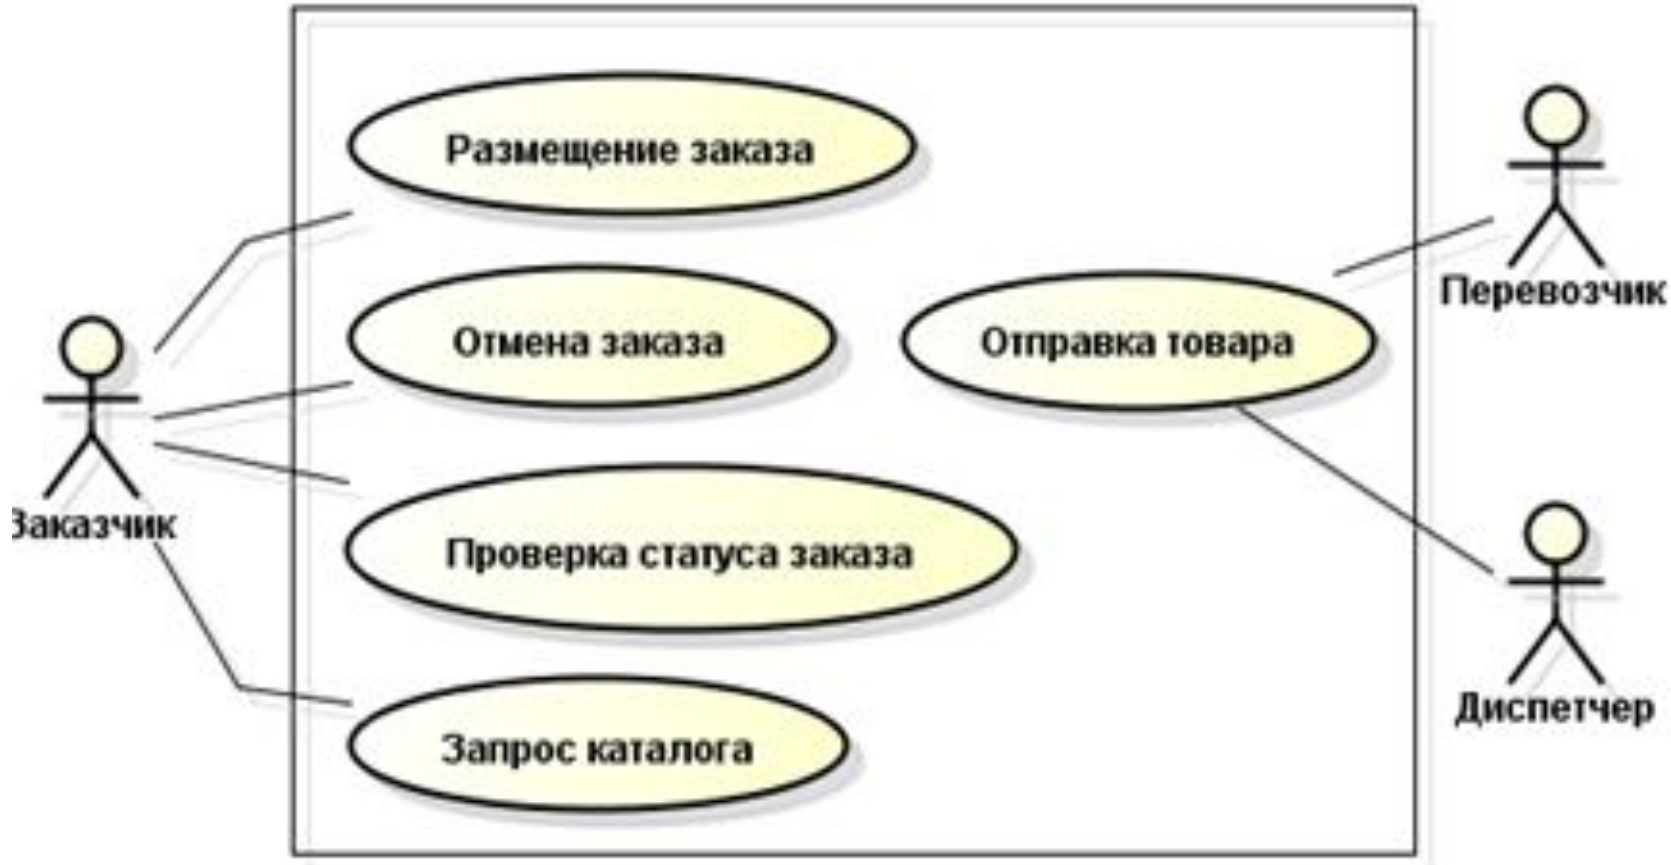 Размещение заказа
Отмена заказа
Проверка статуса заказа
Запрос каталога
Отправка товара
Заказчик
Перевозчик
Диспетчер